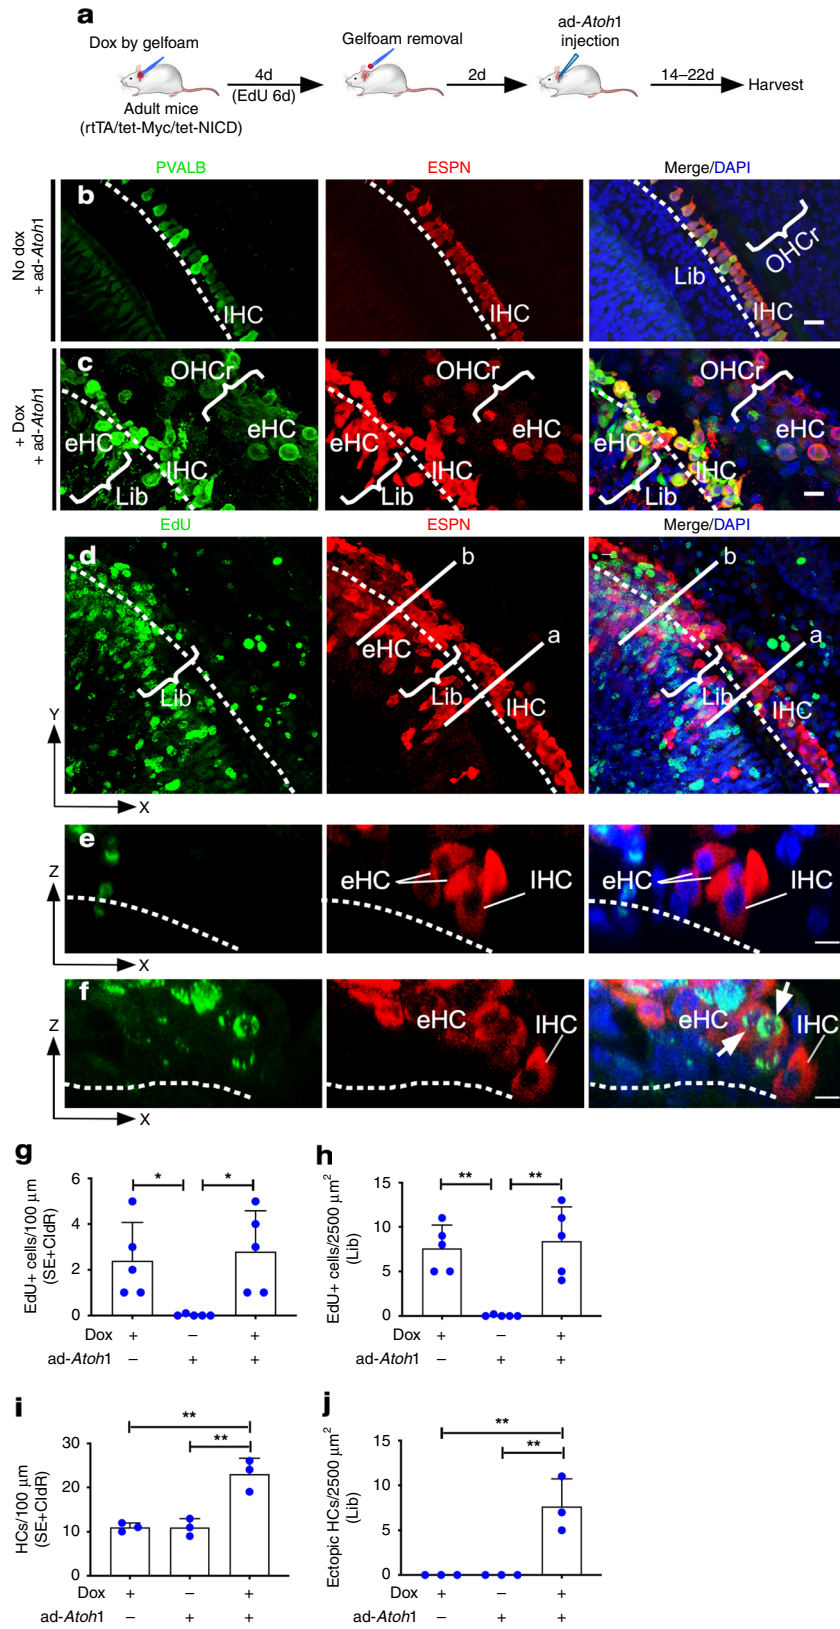 a
Dox by gelfoam
Gelfoam removal
ad-Atoh1
injection
4d
(EdU 6d)
2d
14–22d
Harvest
Adult mice
(rtTA/tet-Myc/tet-NICD)
PVALB
ESPN
Merge/DAPI
No dox
+ ad-Atoh1
b
IHC
IHC
Lib
OHCr
IHC
+ Dox
+ ad-Atoh1
c
OHCr
eHC
eHC
IHC
Lib
OHCr
eHC
eHC
IHC
Lib
OHCr
eHC
eHC
IHC
Lib
EdU
ESPN
Merge/DAPI
d
Lib
b
eHC
a
Lib
IHC
b
a
Lib
IHC
Y
X
e
eHC
IHC
eHC
IHC
Z
X
f
eHC
IHC
eHC
IHC
Z
X
g
EdU+ cells/100 μm
(SE+CldR)
6
4
2
0
*
*
Dox + – +
ad-Atoh1 – + +
h
EdU+ cells/2500 μm²
(Lib)
15
10
5
0
**
**
+ – +
– + +
i
HCs/100 μm
(SE+CldR)
30
20
10
0
**
**
Dox + – +
ad-Atoh1 – + +
j
Ectopic HCs/2500 μm²
(Lib)
15
10
5
0
**
**
Dox + – +
ad-Atoh1 – + +